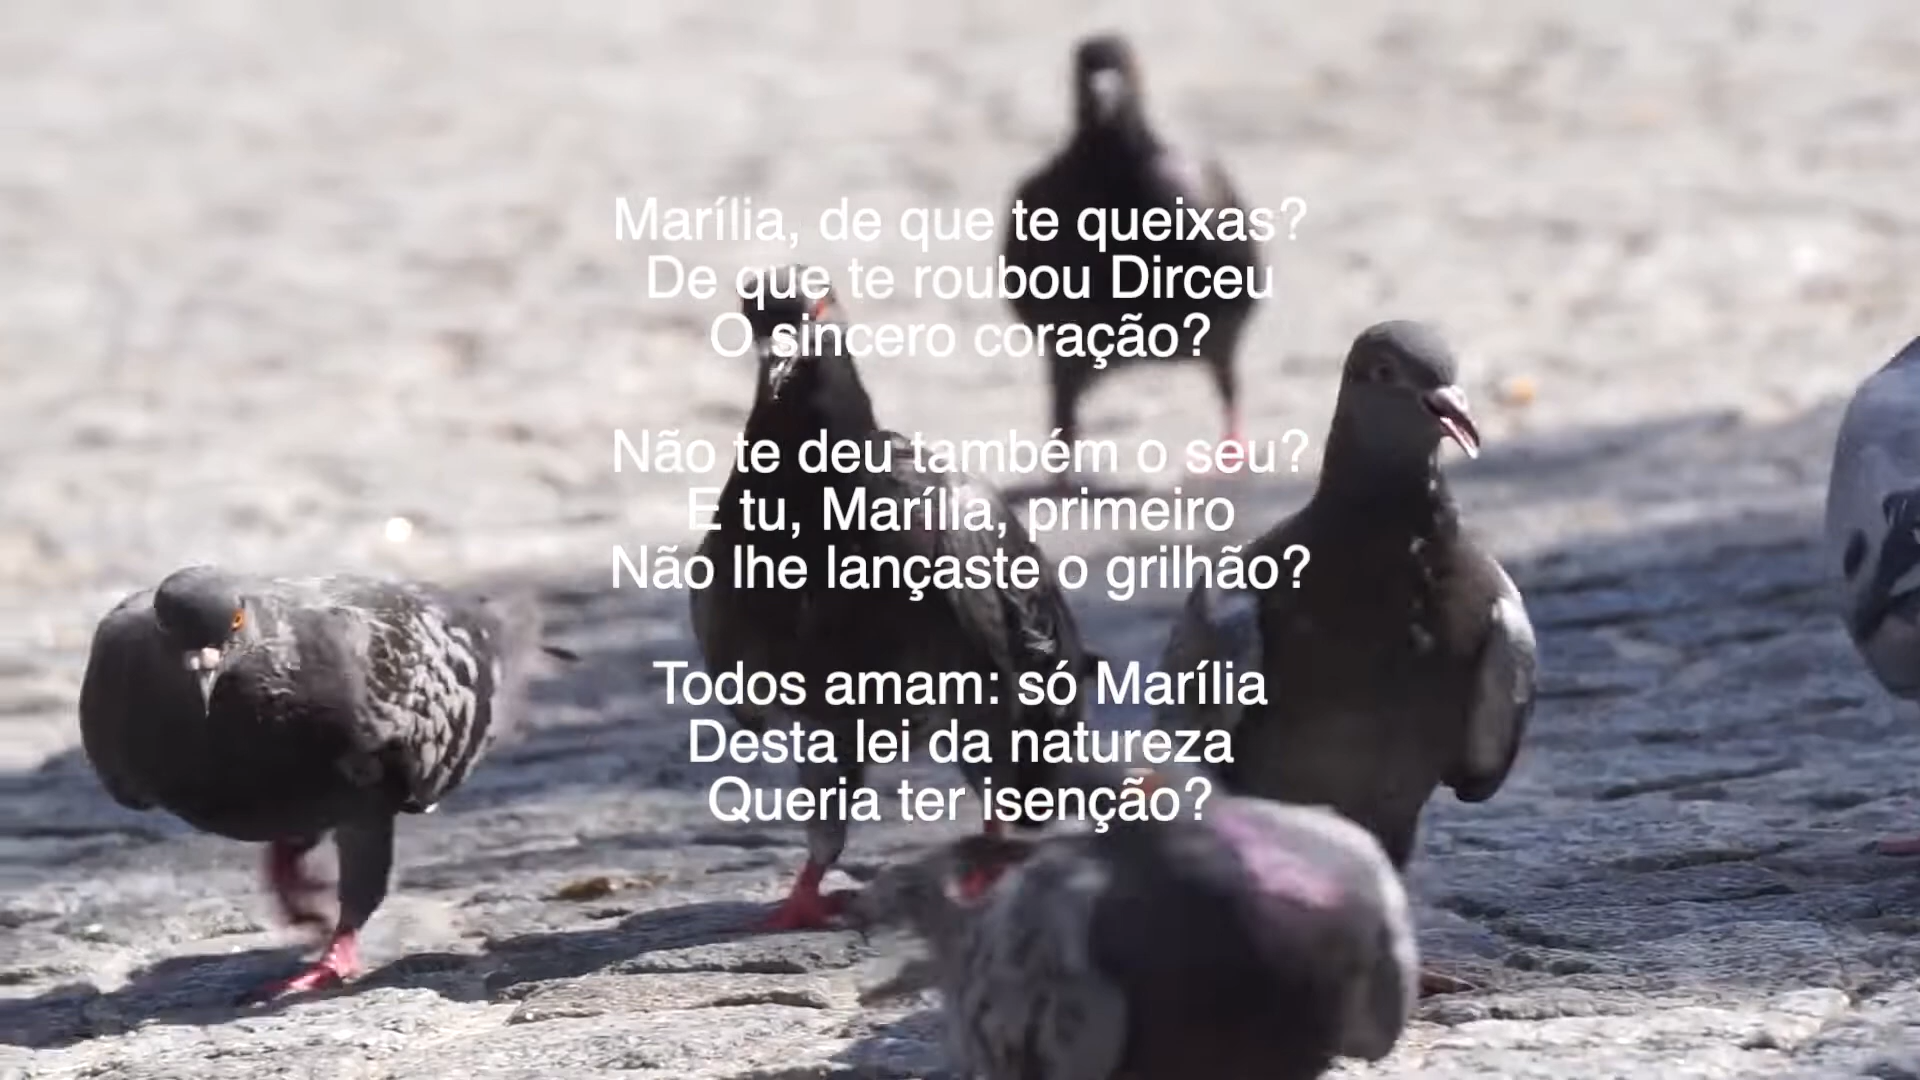 Marília, de que te queixas?
De que te roubou Dirceu
O sincero coração?
Não te deu também o seu?
E tu, Marília, primeiro
Não lhe lançaste o grilhão?
Todos amam: só Marília
Desta lei da natureza
Queria ter isenção?